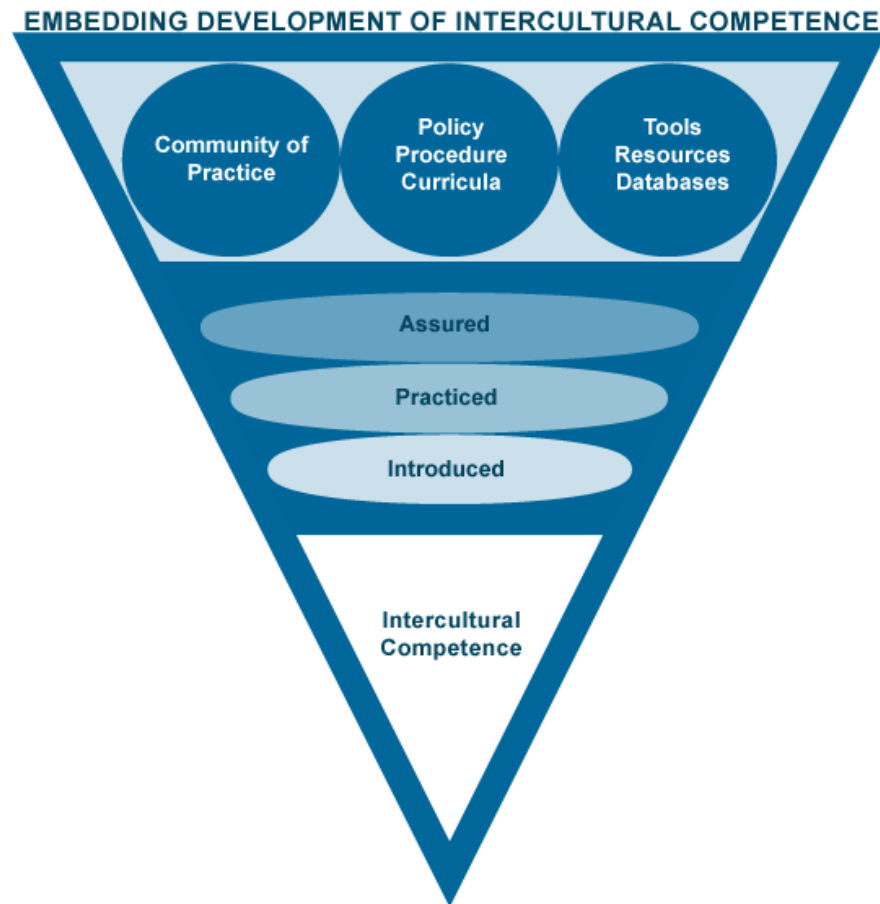 EMBEDDING DEVELOPMENT OF INTERCULTURAL COMPETENCE
Community of
Practice
Policy
Procedure
Curricula
Tools
Resources
Databases
Assured
Practiced
Introduced
Intercultural
Competence